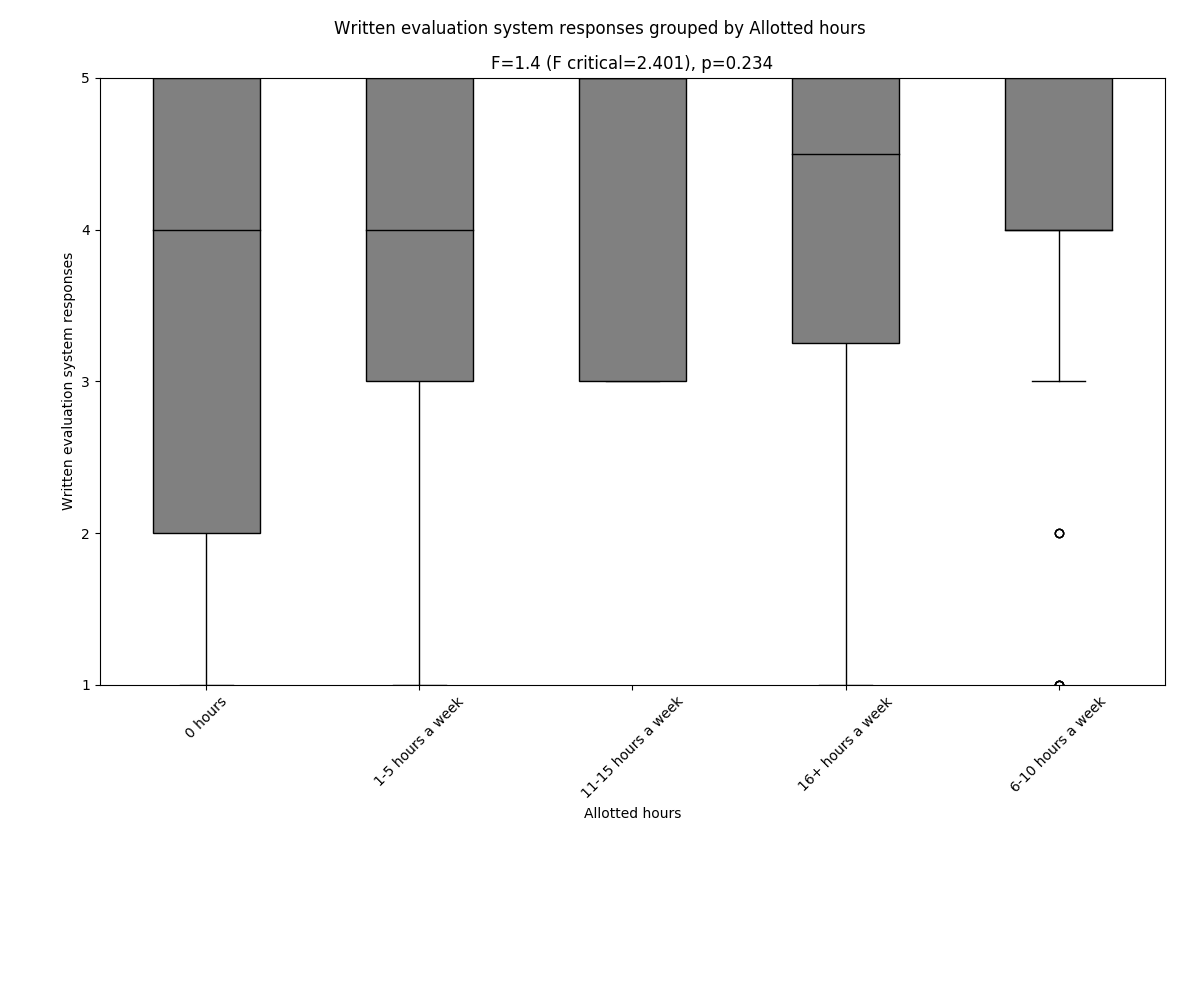 Written evaluation system responses grouped by Allotted hours
F=1.4 (F critical=2.401), p=0.234
Written evaluation system responses
5
4
3
2
1
0 hours
1-5 hours a week
11-15 hours a week
16+ hours a week
6-10 hours a week
Allotted hours